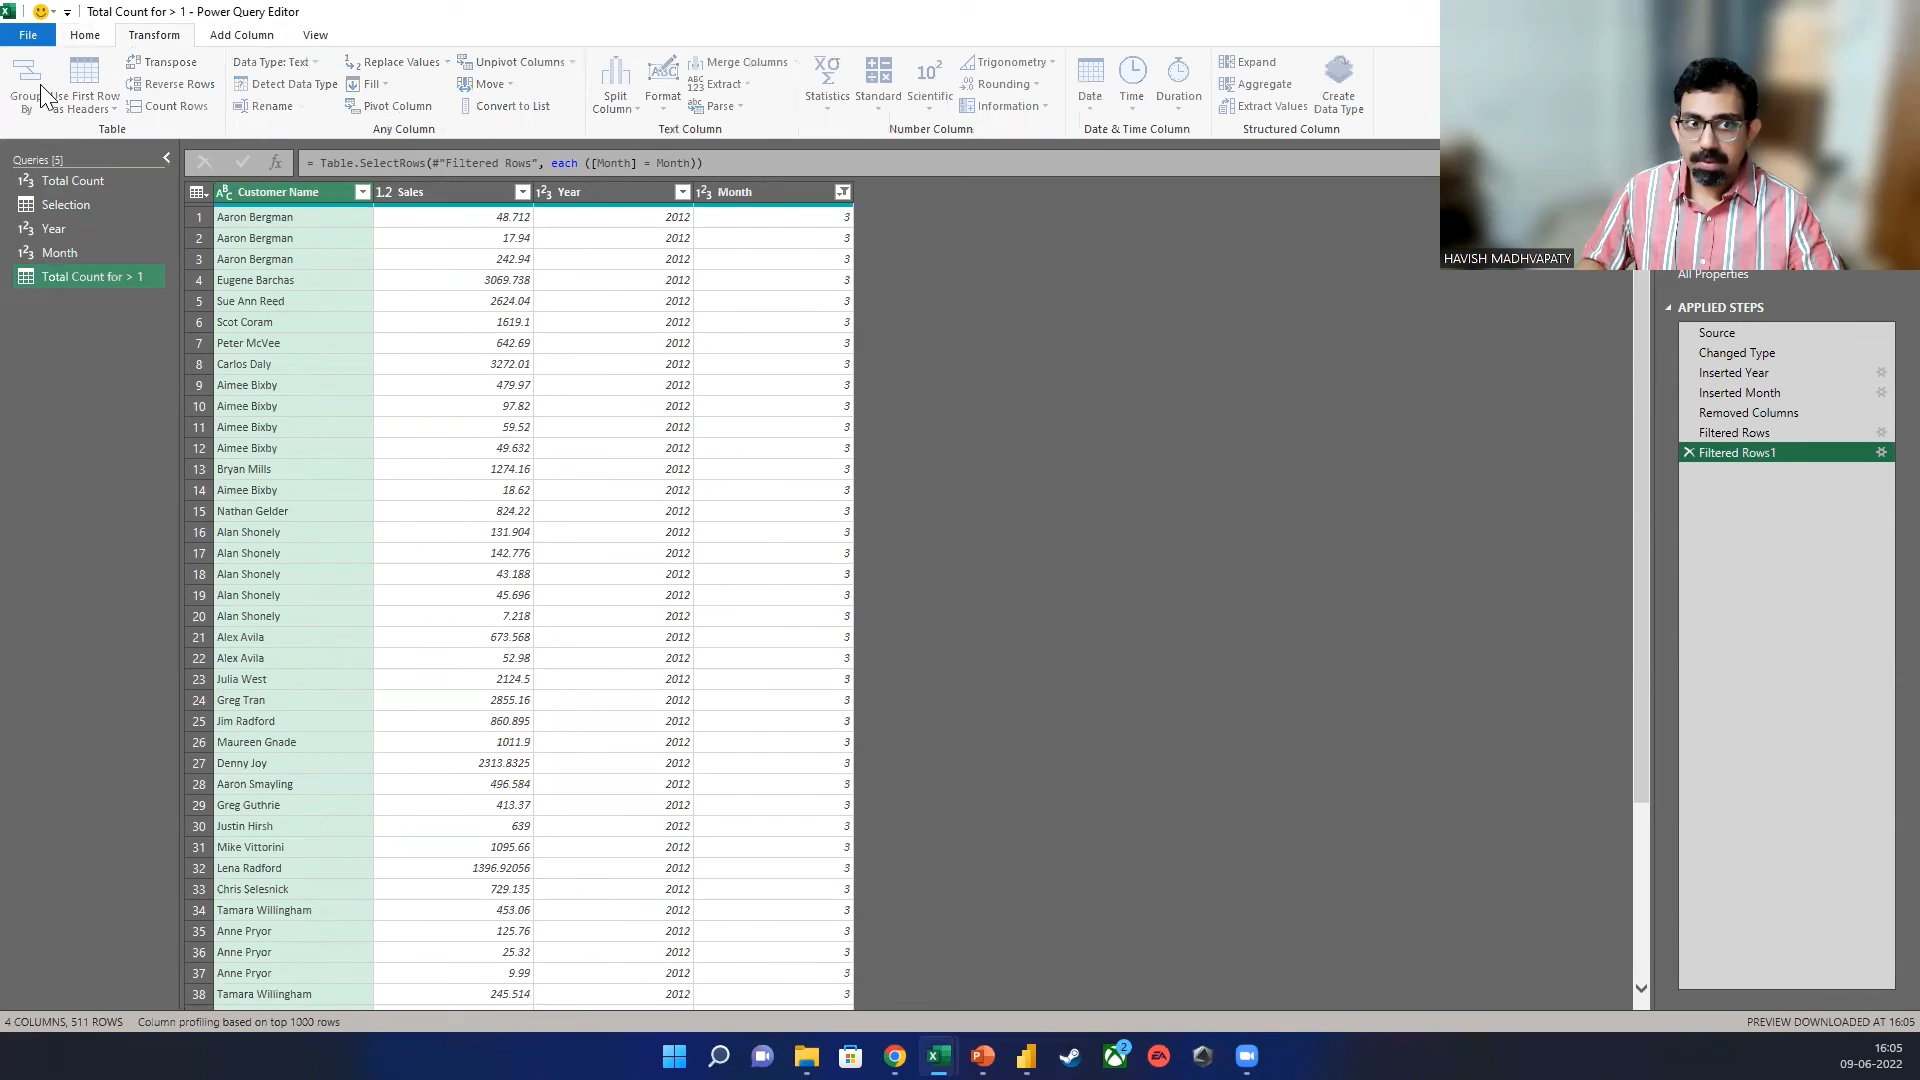 Total Count for > 1 - Power Query Editor
File Home Transform Add Column View
Group By
Use First Row as Headers
Transpose
Reverse Rows
Count Rows
Table
Data Type: Text
Detect Data Type
Rename
Replace Values
Fill
Pivot Column
Unpivot Columns
Move
Convert to List
Any Column
Split Column
Format
Merge Columns
Extract
Parse
Text Column
Statistics
Standard
Scientific
Trigonometry
Rounding
Information
Number Column
Date
Time
Duration
Date & Time Column
Expand
Aggregate
Extract Values
Create Data Type
Structured Column
HAVISH MADHVAPATY
Queries [5]
Total Count
Selection
Year
Month
Total Count for > 1
= Table.SelectRows(#"Filtered Rows", each ([Month] = Month))
Customer Name Sales Year Month
1 Aaron Bergman 48.712 2012 3
2 Aaron Bergman 17.94 2012 3
3 Aaron Bergman 242.94 2012 3
4 Eugene Barchas 3069.738 2012 3
5 Sue Ann Reed 2624.04 2012 3
6 Scot Coram 1619.1 2012 3
7 Peter McVee 642.69 2012 3
8 Carlos Daly 3272.01 2012 3
9 Aimee Bixby 479.97 2012 3
10 Aimee Bixby 97.82 2012 3
11 Aimee Bixby 59.52 2012 3
12 Aimee Bixby 49.632 2012 3
13 Bryan Mills 1274.16 2012 3
14 Aimee Bixby 18.62 2012 3
15 Nathan Gelder 824.22 2012 3
16 Alan Shonely 131.904 2012 3
17 Alan Shonely 142.776 2012 3
18 Alan Shonely 43.188 2012 3
19 Alan Shonely 45.696 2012 3
20 Alan Shonely 7.218 2012 3
21 Alex Avila 673.568 2012 3
22 Alex Avila 52.98 2012 3
23 Julia West 2124.5 2012 3
24 Greg Tran 2855.16 2012 3
25 Jim Radford 860.895 2012 3
26 Maureen Gnade 1011.9 2012 3
27 Denny Joy 2313.8325 2012 3
28 Aaron Smayling 496.584 2012 3
29 Greg Guthrie 413.37 2012 3
30 Justin Hirsh 639 2012 3
31 Mike Vittorini 1095.66 2012 3
32 Lena Radford 1396.92056 2012 3
33 Chris Selesnick 729.135 2012 3
34 Tamara Willingham 453.06 2012 3
35 Anne Pryor 125.76 2012 3
36 Anne Pryor 25.32 2012 3
37 Anne Pryor 9.99 2012 3
38 Tamara Willingham 245.514 2012 3
All Properties
APPLIED STEPS
Source
Changed Type
Inserted Year
Inserted Month
Removed Columns
Filtered Rows
Filtered Rows1
4 COLUMNS, 511 ROWS Column profiling based on top 1000 rows PREVIEW DOWNLOADED AT 16:05
2
16:05
09-06-2022